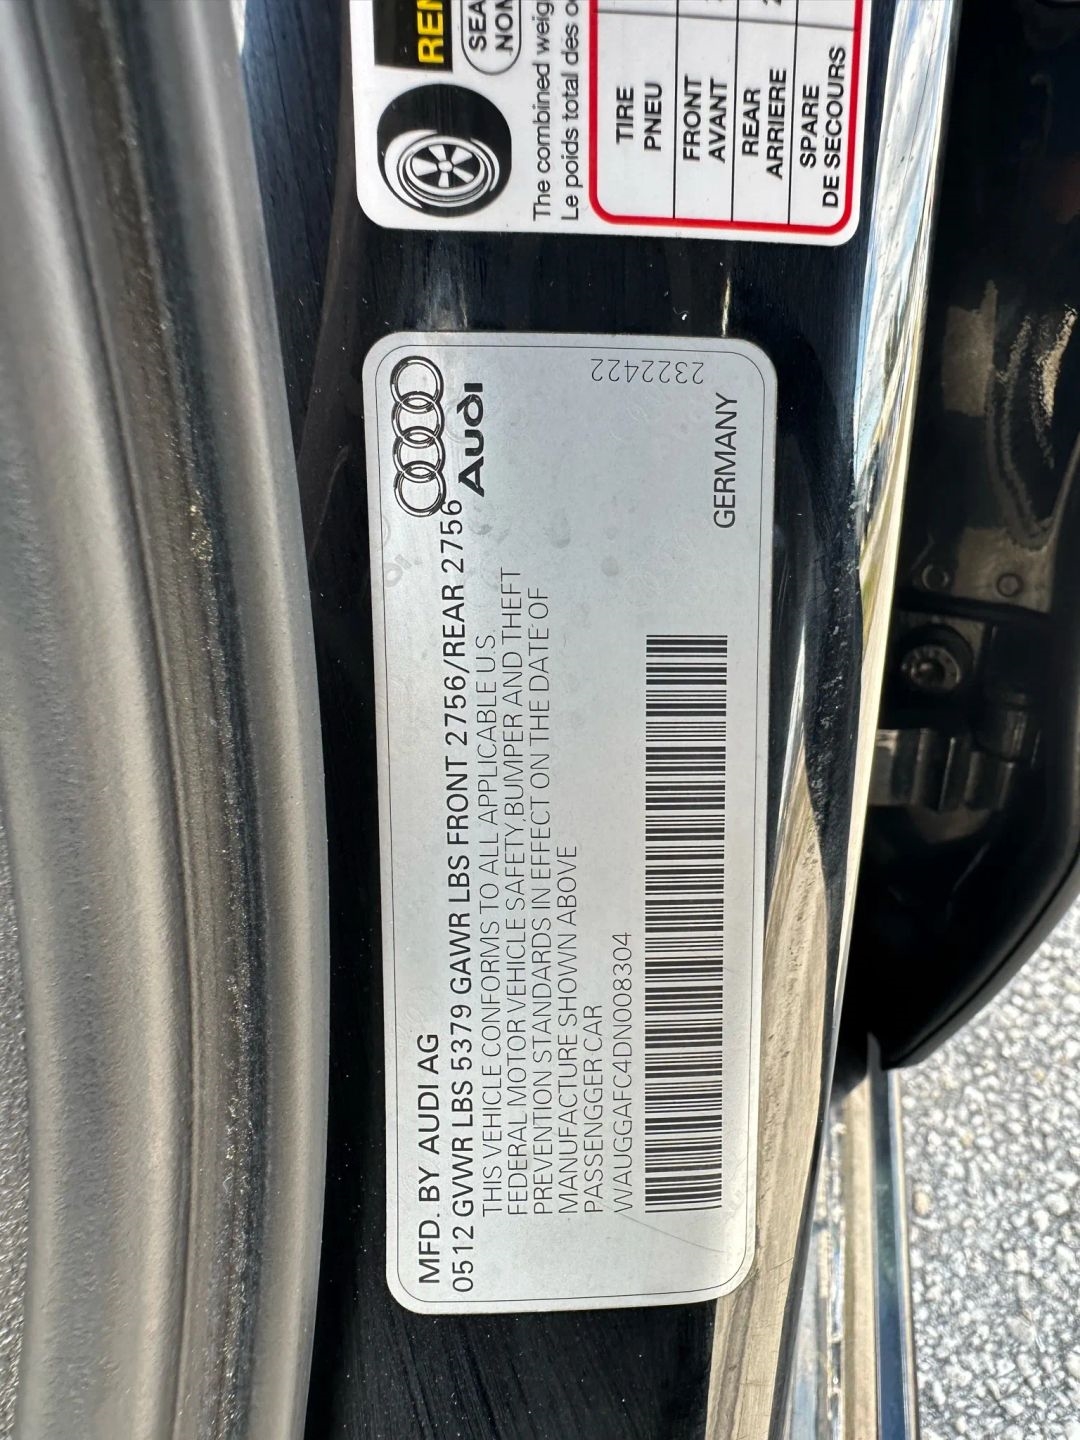 REN
SEA
NON
The combined weig
Le poids total des oc
TIRE
PNEU
FRONT
AVANT
REAR
ARRIERE
SPARE
DE SECOURS
Audi
MFD. BY AUDI AG
0512 GVWR LBS 5379 GAWR LBS FRONT 2756/REAR 2756
THIS VEHICLE CONFORMS TO ALL APPLICABLE U.S.
FEDERAL MOTOR VEHICLE SAFETY, BUMPER AND THEFT
PREVENTION STANDARDS IN EFFECT ON THE DATE OF
MANUFACTURE SHOWN ABOVE
PASSENGGER CAR
WAUGGAFC4DN008304
GERMANY
2322422